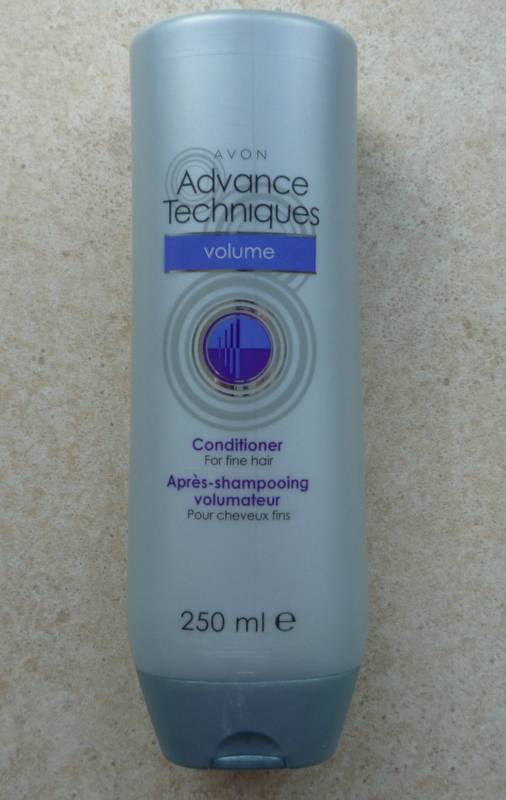 AVON
Advance
Techniques
volume
Conditioner
For fine hair
Après-shampooing
volumateur
Pour cheveux fins
250 ml ℮